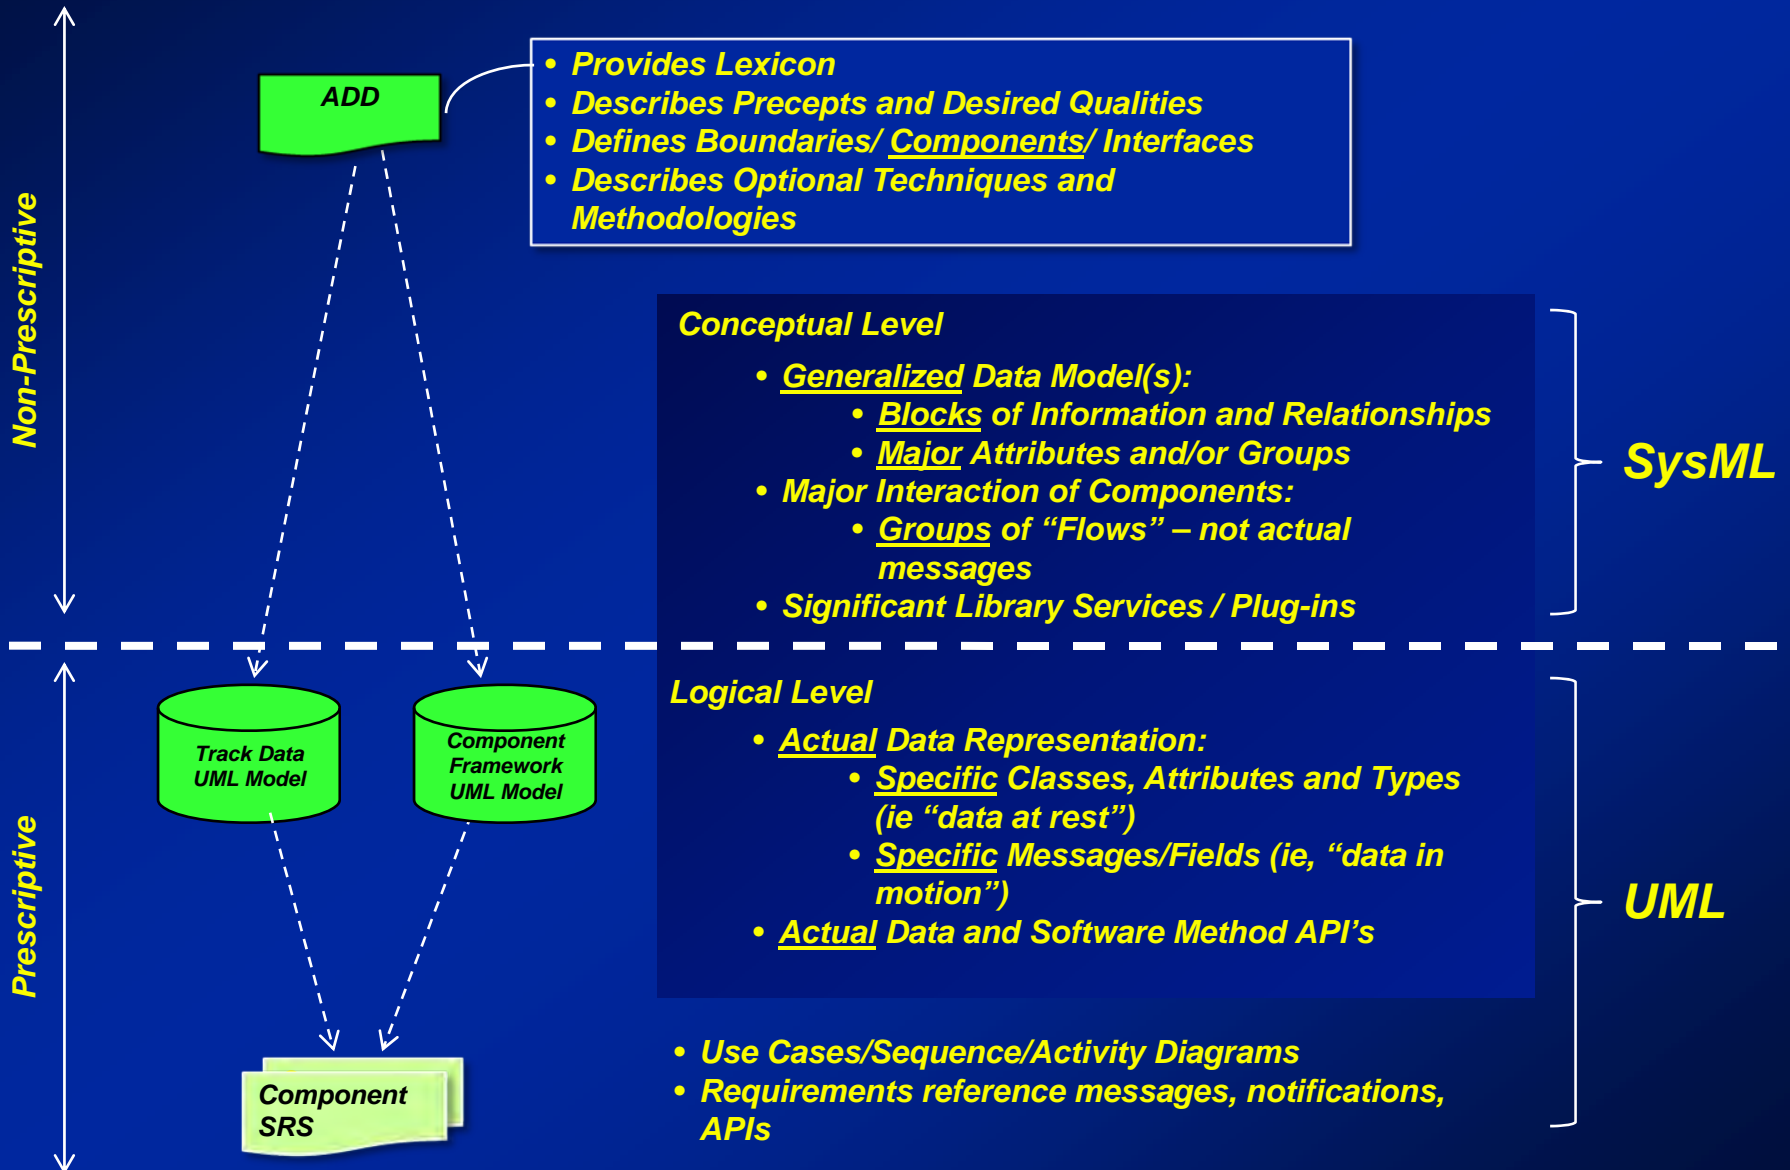 ADD
• Provides Lexicon
• Describes Precepts and Desired Qualities
• Defines Boundaries/ Components/ Interfaces
• Describes Optional Techniques and
Methodologies
Non-Prescriptive
Conceptual Level
• Generalized Data Model(s):
• Blocks of Information and Relationships
• Major Attributes and/or Groups
• Major Interaction of Components:
• Groups of “Flows” – not actual
messages
• Significant Library Services / Plug-ins
SysML
Prescriptive
Track Data
UML Model
Component
Framework
UML Model
Logical Level
• Actual Data Representation:
• Specific Classes, Attributes and Types
(ie “data at rest”)
• Specific Messages/Fields (ie, “data in
motion”)
• Actual Data and Software Method API’s
UML
Component
SRS
• Use Cases/Sequence/Activity Diagrams
• Requirements reference messages, notifications,
APIs